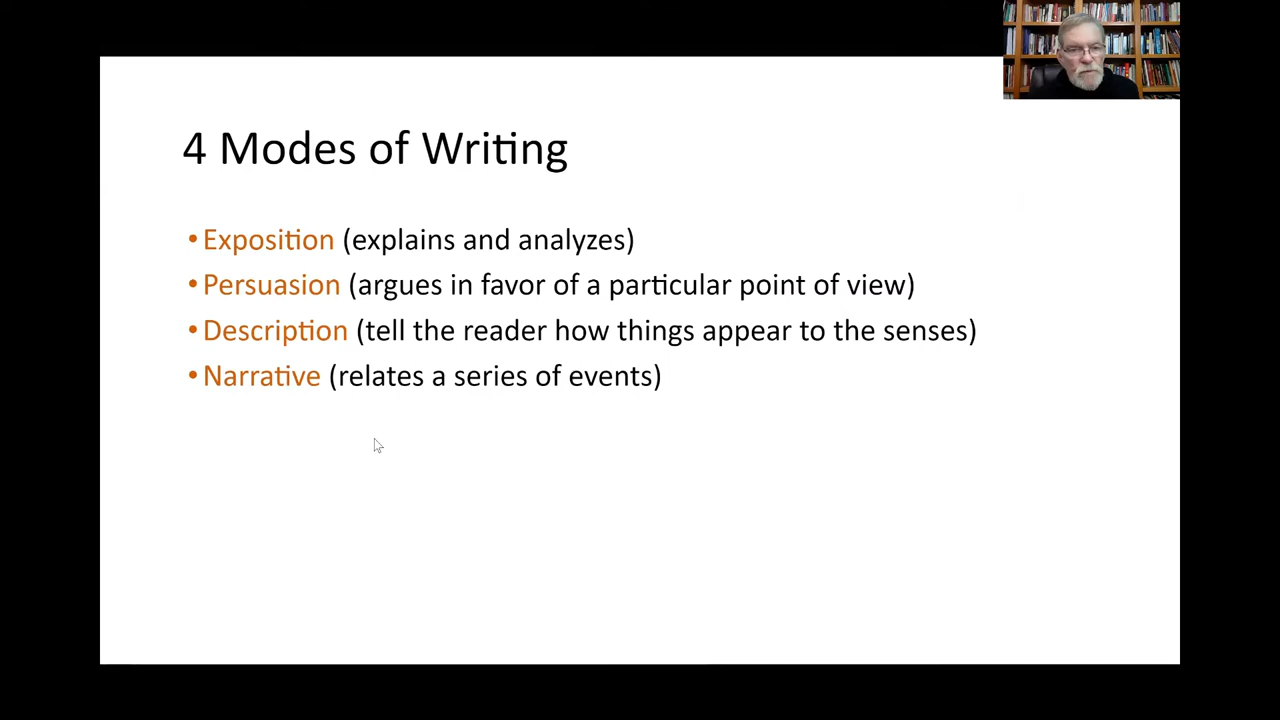 4 Modes of Writing
•Exposition (explains and analyzes)
•Persuasion (argues in favor of a particular point of view)
•Description (tell the reader how things appear to the senses)
•Narrative (relates a series of events)